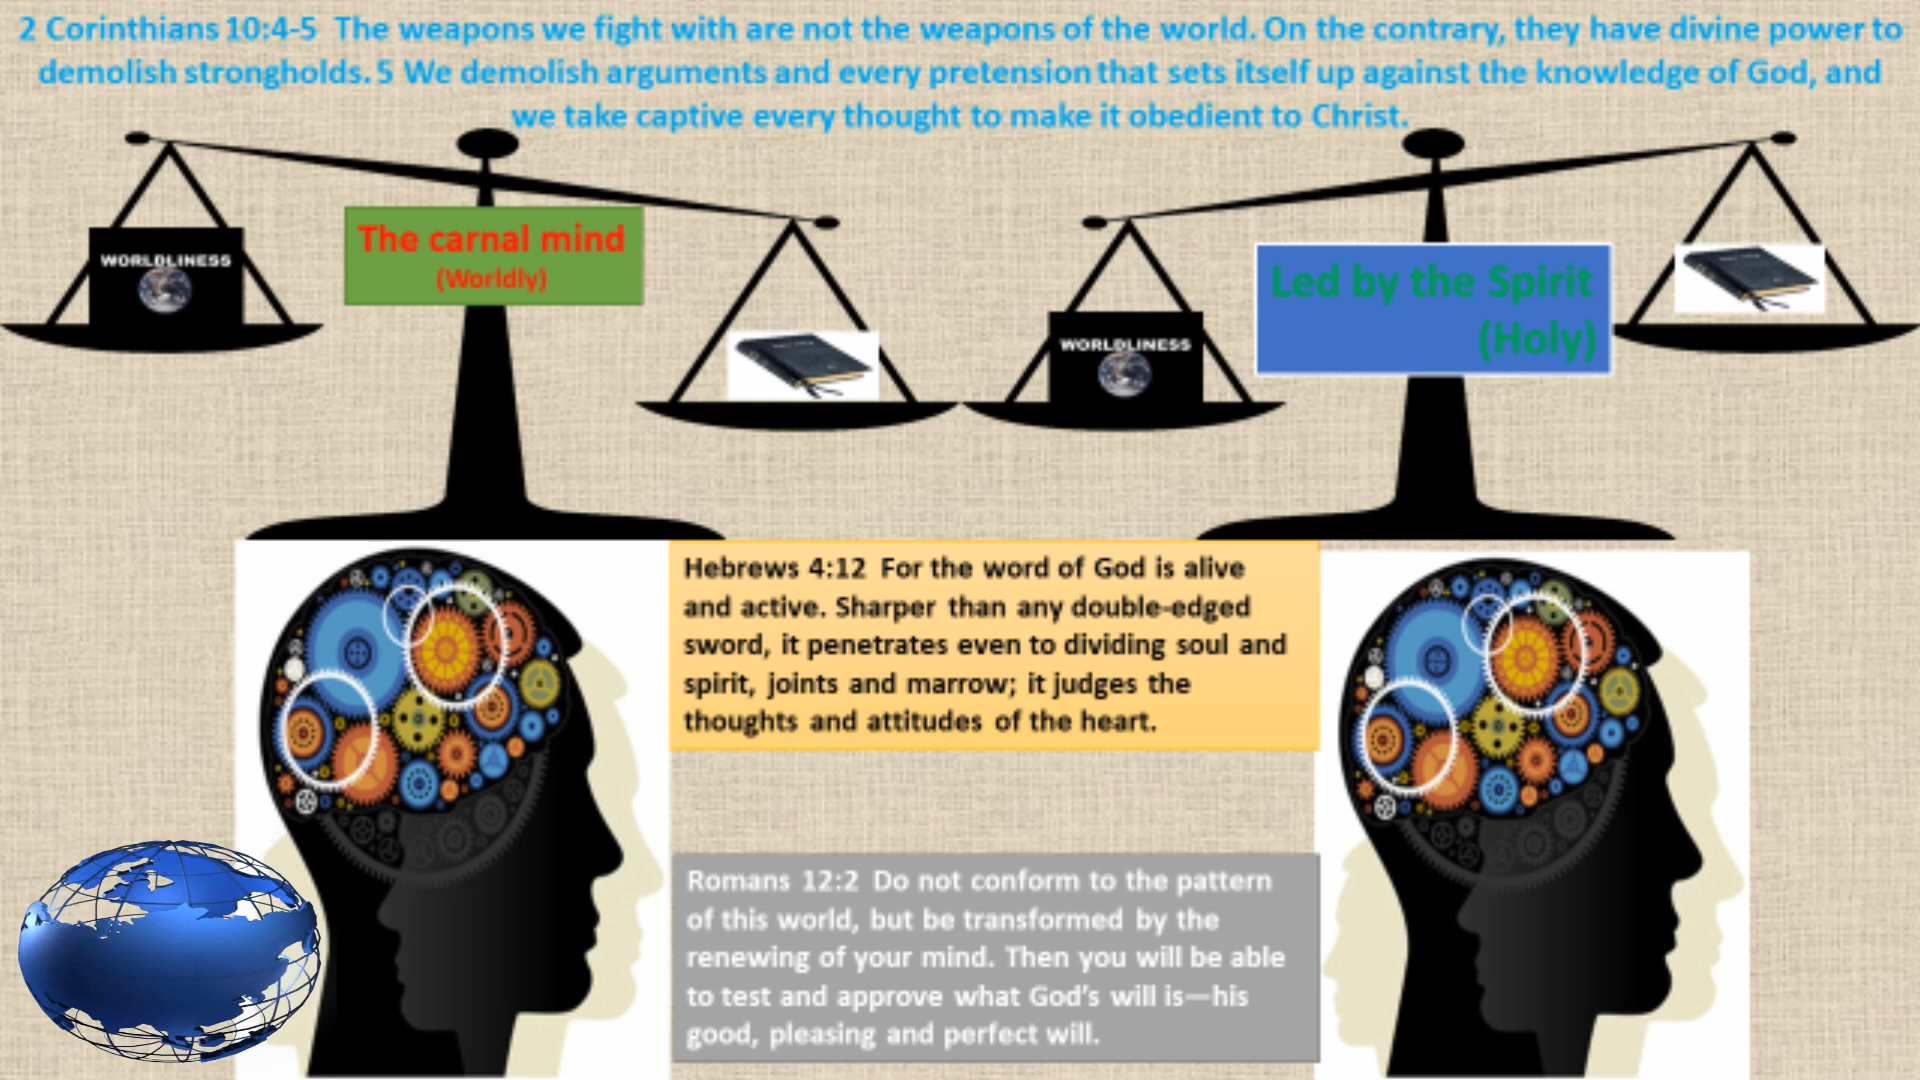 2 Corinthians 10:4-5 The weapons we fight with are not the weapons of the world. On the contrary, they have divine power to
demolish strongholds. 5 We demolish arguments and every pretension that sets itself up against the knowledge of God, and
we take captive every thought to make it obedient to Christ.
WORLDLINESS
The carnal mind
(Worldly)
WORLDLINESS
Led by the Spirit
(Holy)
Hebrews 4:12 For the word of God is alive
and active. Sharper than any double-edged
sword, it penetrates even to dividing soul and
spirit, joints and marrow; it judges the
thoughts and attitudes of the heart.
Romans 12:2 Do not conform to the pattern
of this world, but be transformed by the
renewing of your mind. Then you will be able
to test and approve what God's will is—his
good, pleasing and perfect will.